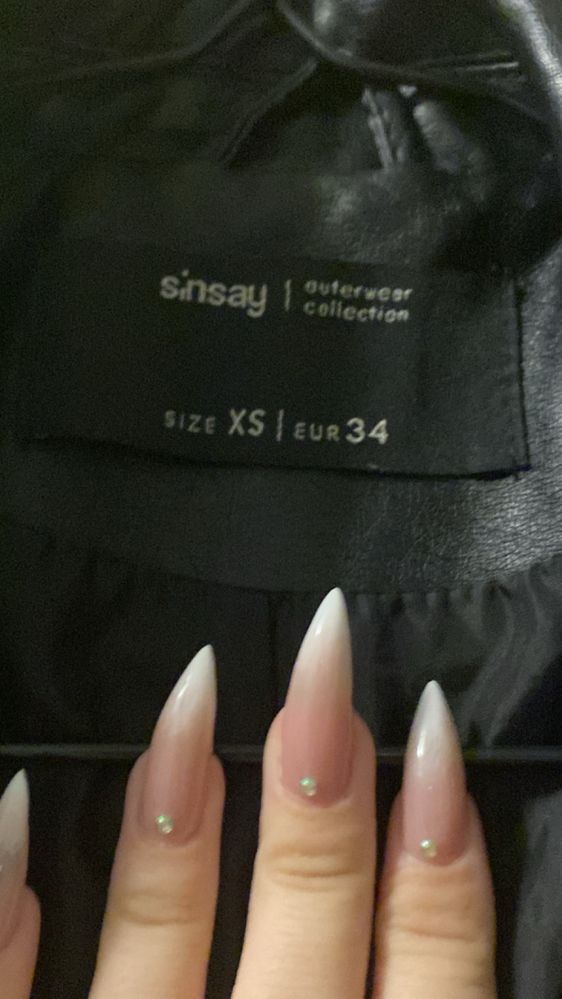 sinsay | outerwear
collection
SIZE XS | EUR 34